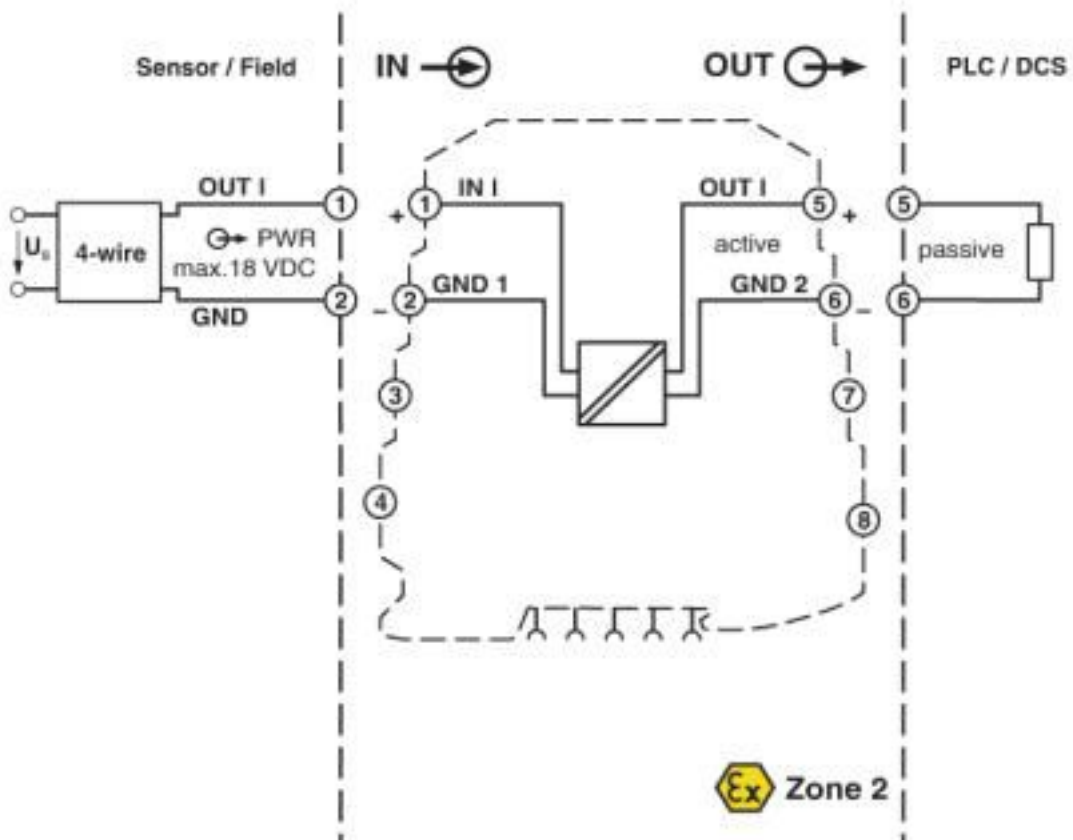 Sensor / Field
IN
OUT
PLC / DCS
OUT I
1
+
1
IN I
OUT I
5
+
5
Us
4-wire
PWR
max.18 VDC
active
passive
GND
2
-
2
GND 1
GND 2
6
-
6
3
7
4
8
Ex Zone 2